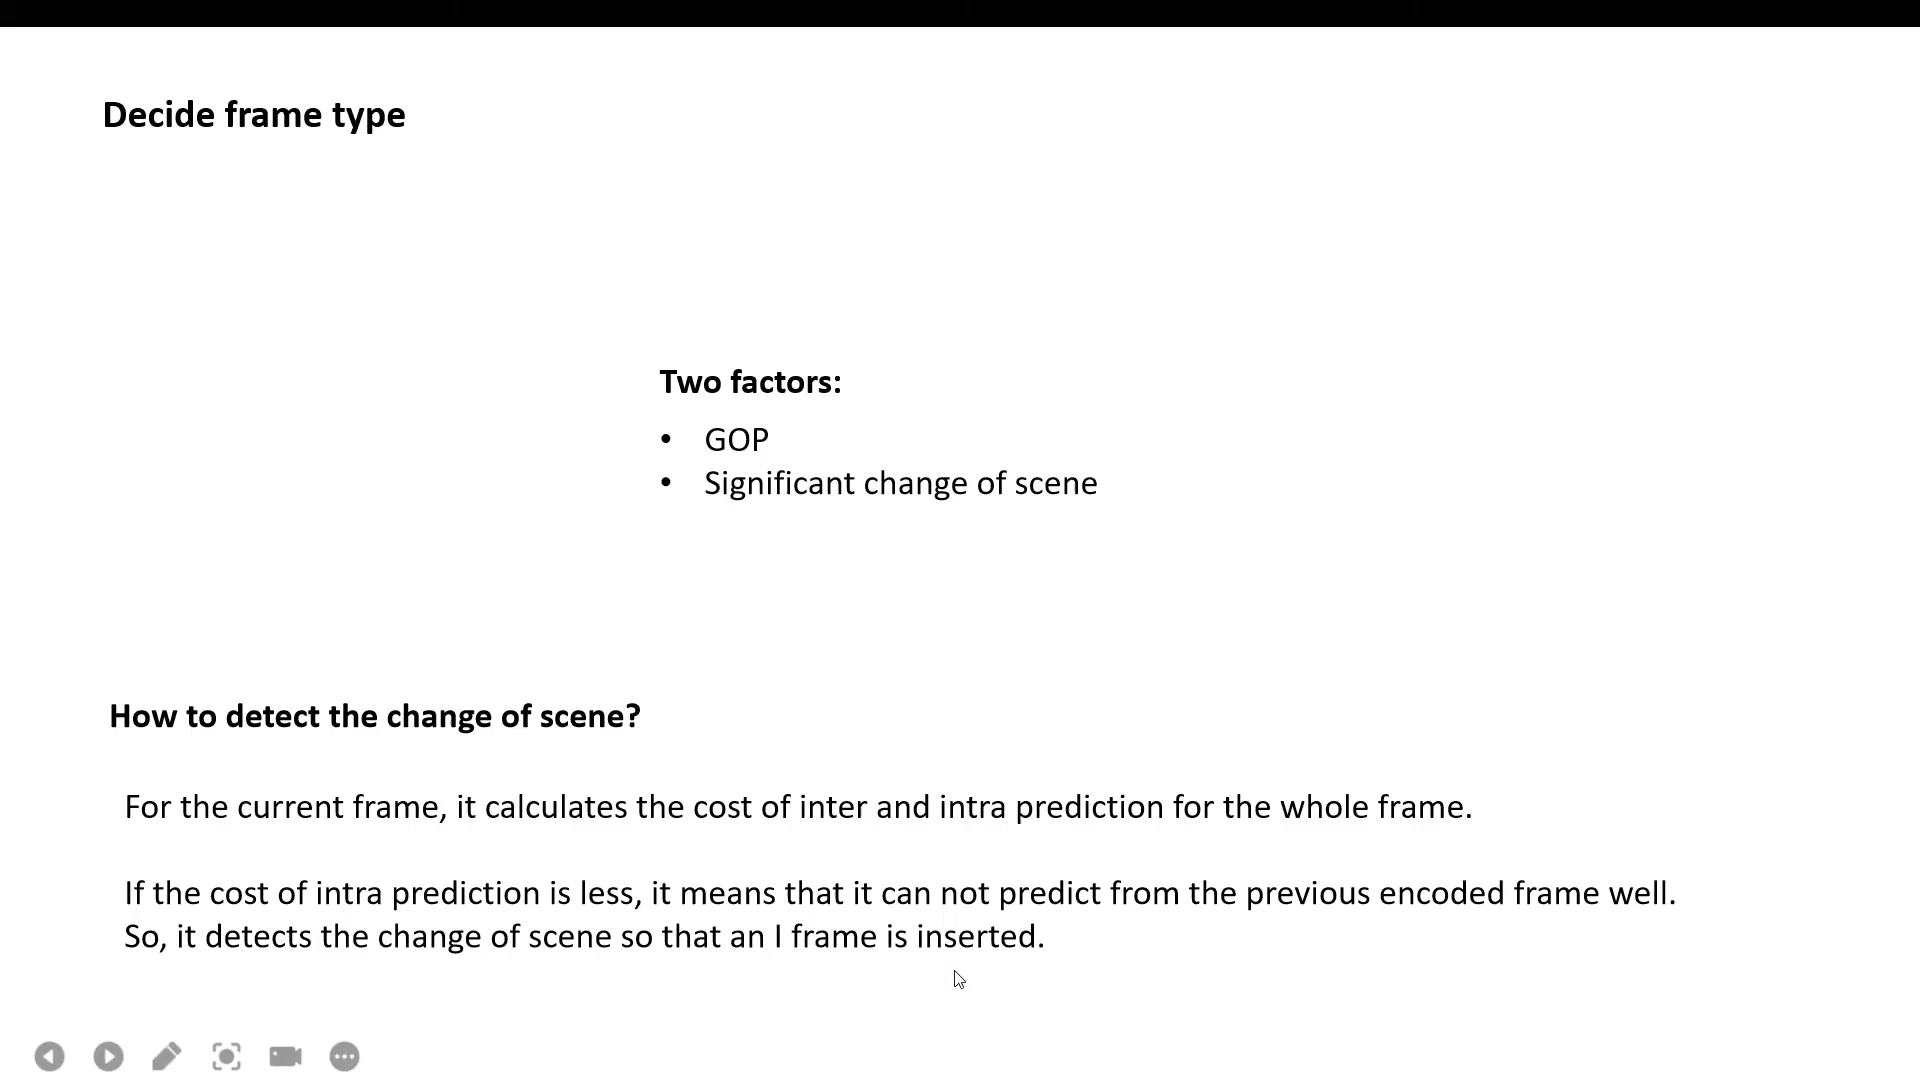 Decide frame type
Two factors:
• GOP
• Significant change of scene
How to detect the change of scene?
For the current frame, it calculates the cost of inter and intra prediction for the whole frame.
If the cost of intra prediction is less, it means that it can not predict from the previous encoded frame well.
So, it detects the change of scene so that an I frame is inserted.